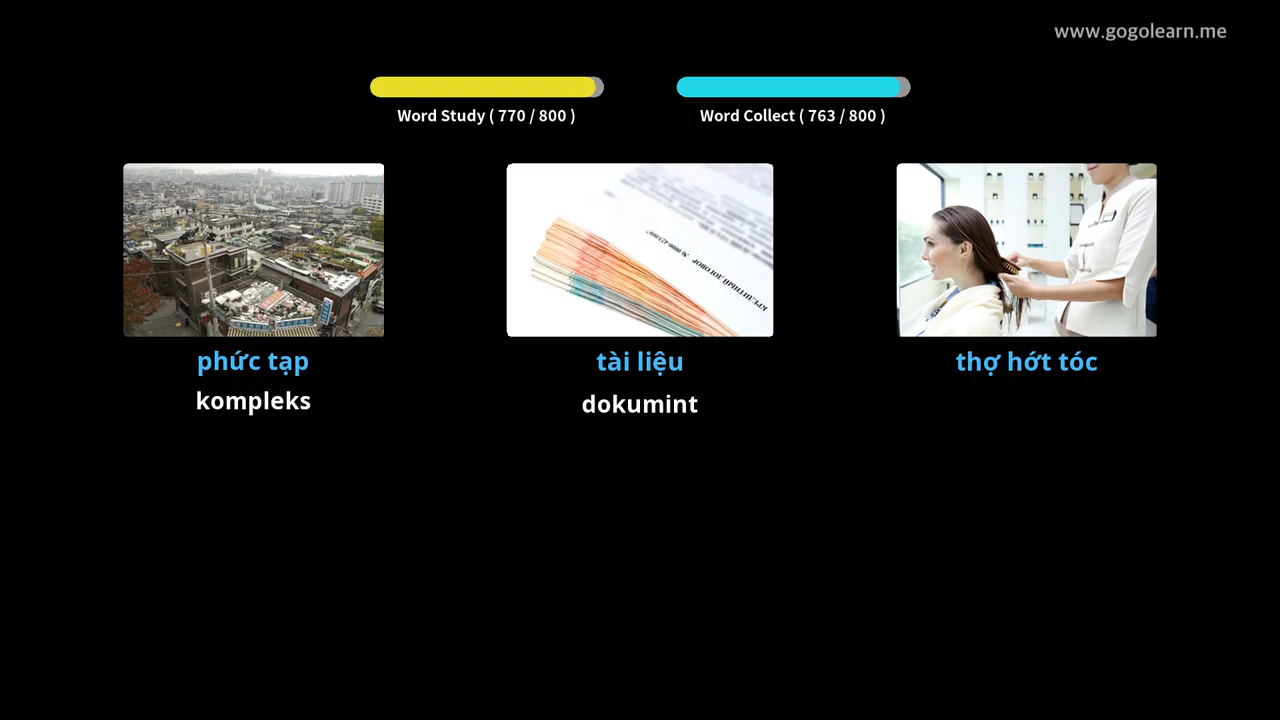 www.gogolearn.me
Word Study ( 770 / 800 )
Word Collect ( 763 / 800 )
phức tạp
tài liệu
thợ hớt tóc
kompleks
dokumint